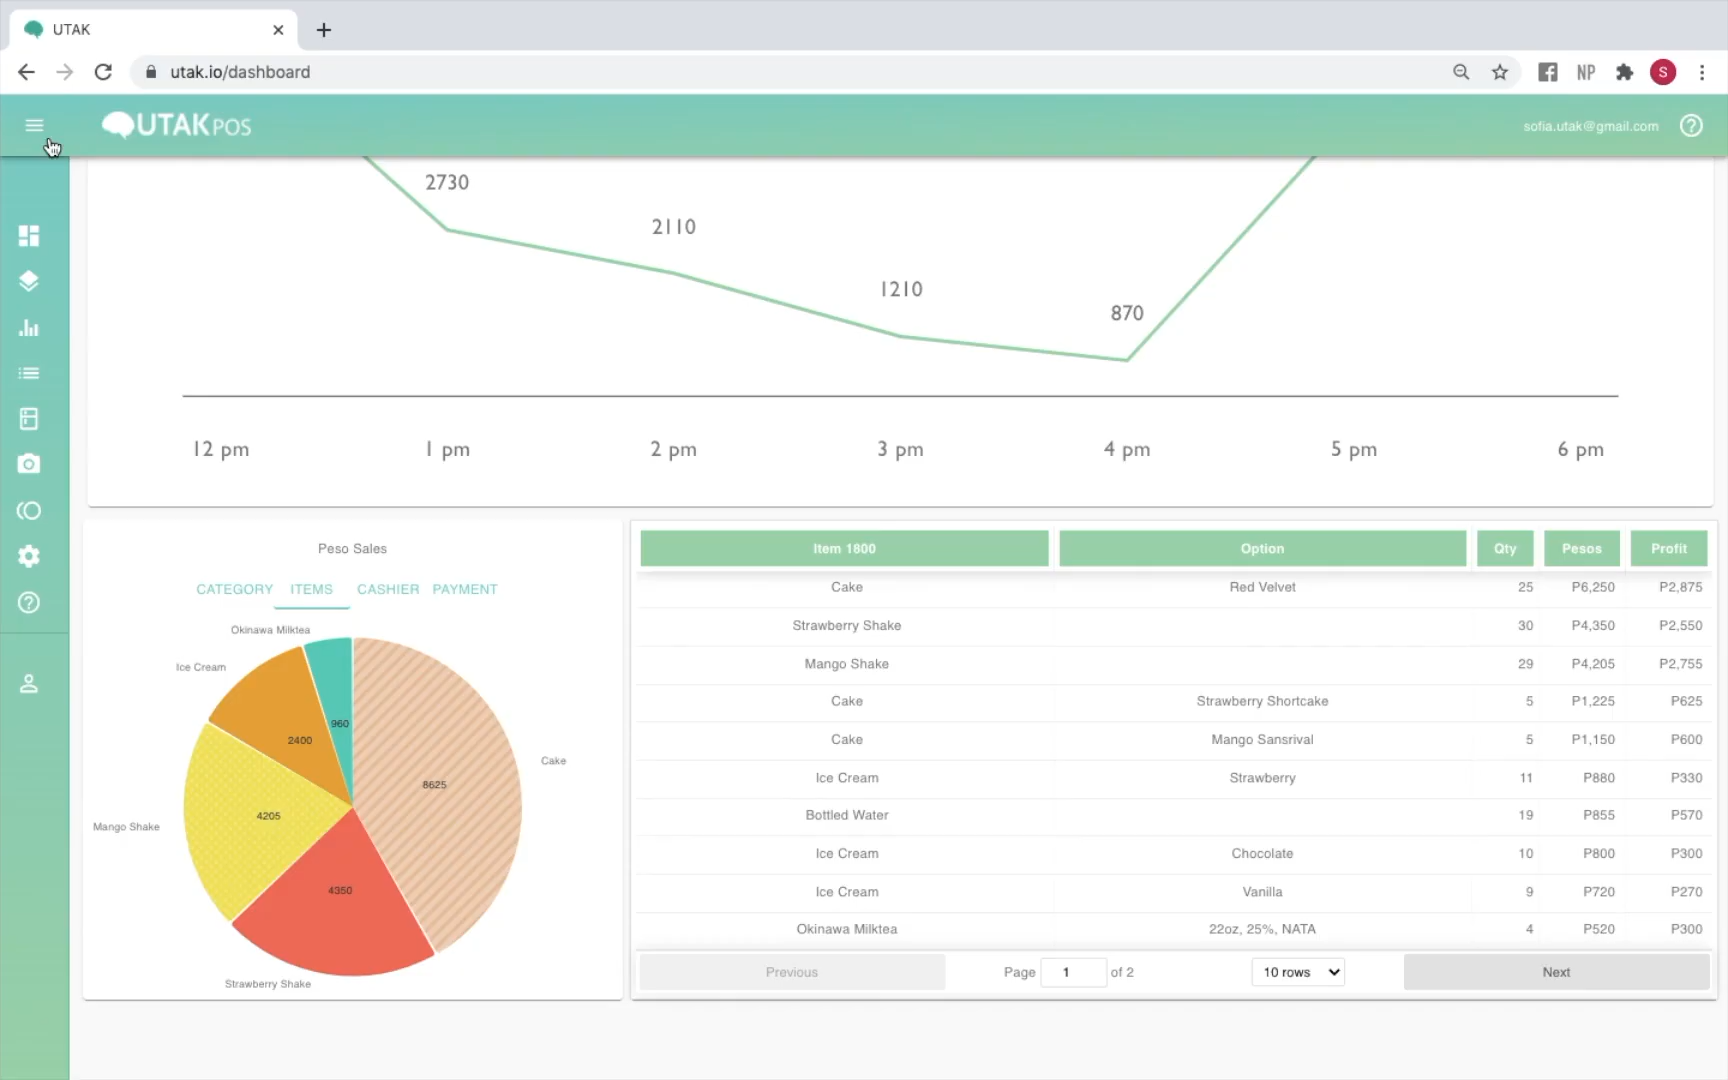 UTAK
utak.io/dashboard
NP
S
UTAK POS
sofia.utak@gmail.com
2730
2110
1210
870
12 pm 1 pm 2 pm 3 pm 4 pm 5 pm 6 pm
Peso Sales
CATEGORY ITEMS CASHIER PAYMENT
Okinawa Milktea
Ice Cream
960
2400
Cake
8625
4205
Mango Shake
4350
Strawberry Shake
Item 1800 Option Qty Pesos Profit
Cake Red Velvet 25 P6,250 P2,875
Strawberry Shake 30 P4,350 P2,550
Mango Shake 29 P4,205 P2,755
Cake Strawberry Shortcake 5 P1,225 P625
Cake Mango Sansrival 5 P1,150 P600
Ice Cream Strawberry 11 P880 P330
Bottled Water 19 P855 P570
Ice Cream Chocolate 10 P800 P300
Ice Cream Vanilla 9 P720 P270
Okinawa Milktea 22oz, 25%, NATA 4 P520 P300
Previous Page 1 of 2 10 rows Next